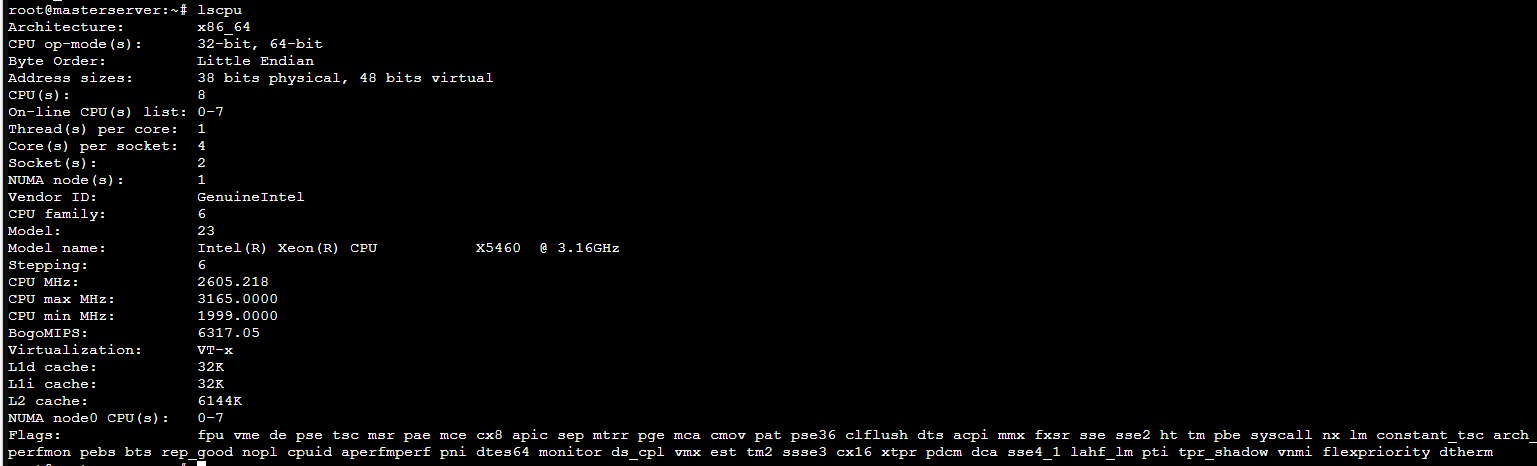 root@masterserver:~# lscpu
Architecture:        x86_64
CPU op-mode(s):      32-bit, 64-bit
Byte Order:          Little Endian
Address sizes:       38 bits physical, 48 bits virtual
CPU(s):              8
On-line CPU(s) list: 0-7
Thread(s) per core:  1
Core(s) per socket:  4
Socket(s):           2
NUMA node(s):        1
Vendor ID:           GenuineIntel
CPU family:          6
Model:               23
Model name:          Intel(R) Xeon(R) CPU           X5460  @ 3.16GHz
Stepping:            6
CPU MHz:             2605.218
CPU max MHz:         3165.0000
CPU min MHz:         1999.0000
BogoMIPS:            6317.05
Virtualization:      VT-x
L1d cache:           32K
L1i cache:           32K
L2 cache:            6144K
NUMA node0 CPU(s):   0-7
Flags:               fpu vme de pse tsc msr pae mce cx8 apic sep mtrr pge mca cmov pat pse36 clflush dts acpi mmx fxsr sse sse2 ht tm pbe syscall nx lm constant_tsc arch_
perfmon pebs bts rep_good nopl cpuid aperfmperf pni dtes64 monitor ds_cpl vmx est tm2 ssse3 cx16 xtpr pdcm dca sse4_1 lahf_lm pti tpr_shadow vnmi flexpriority dtherm